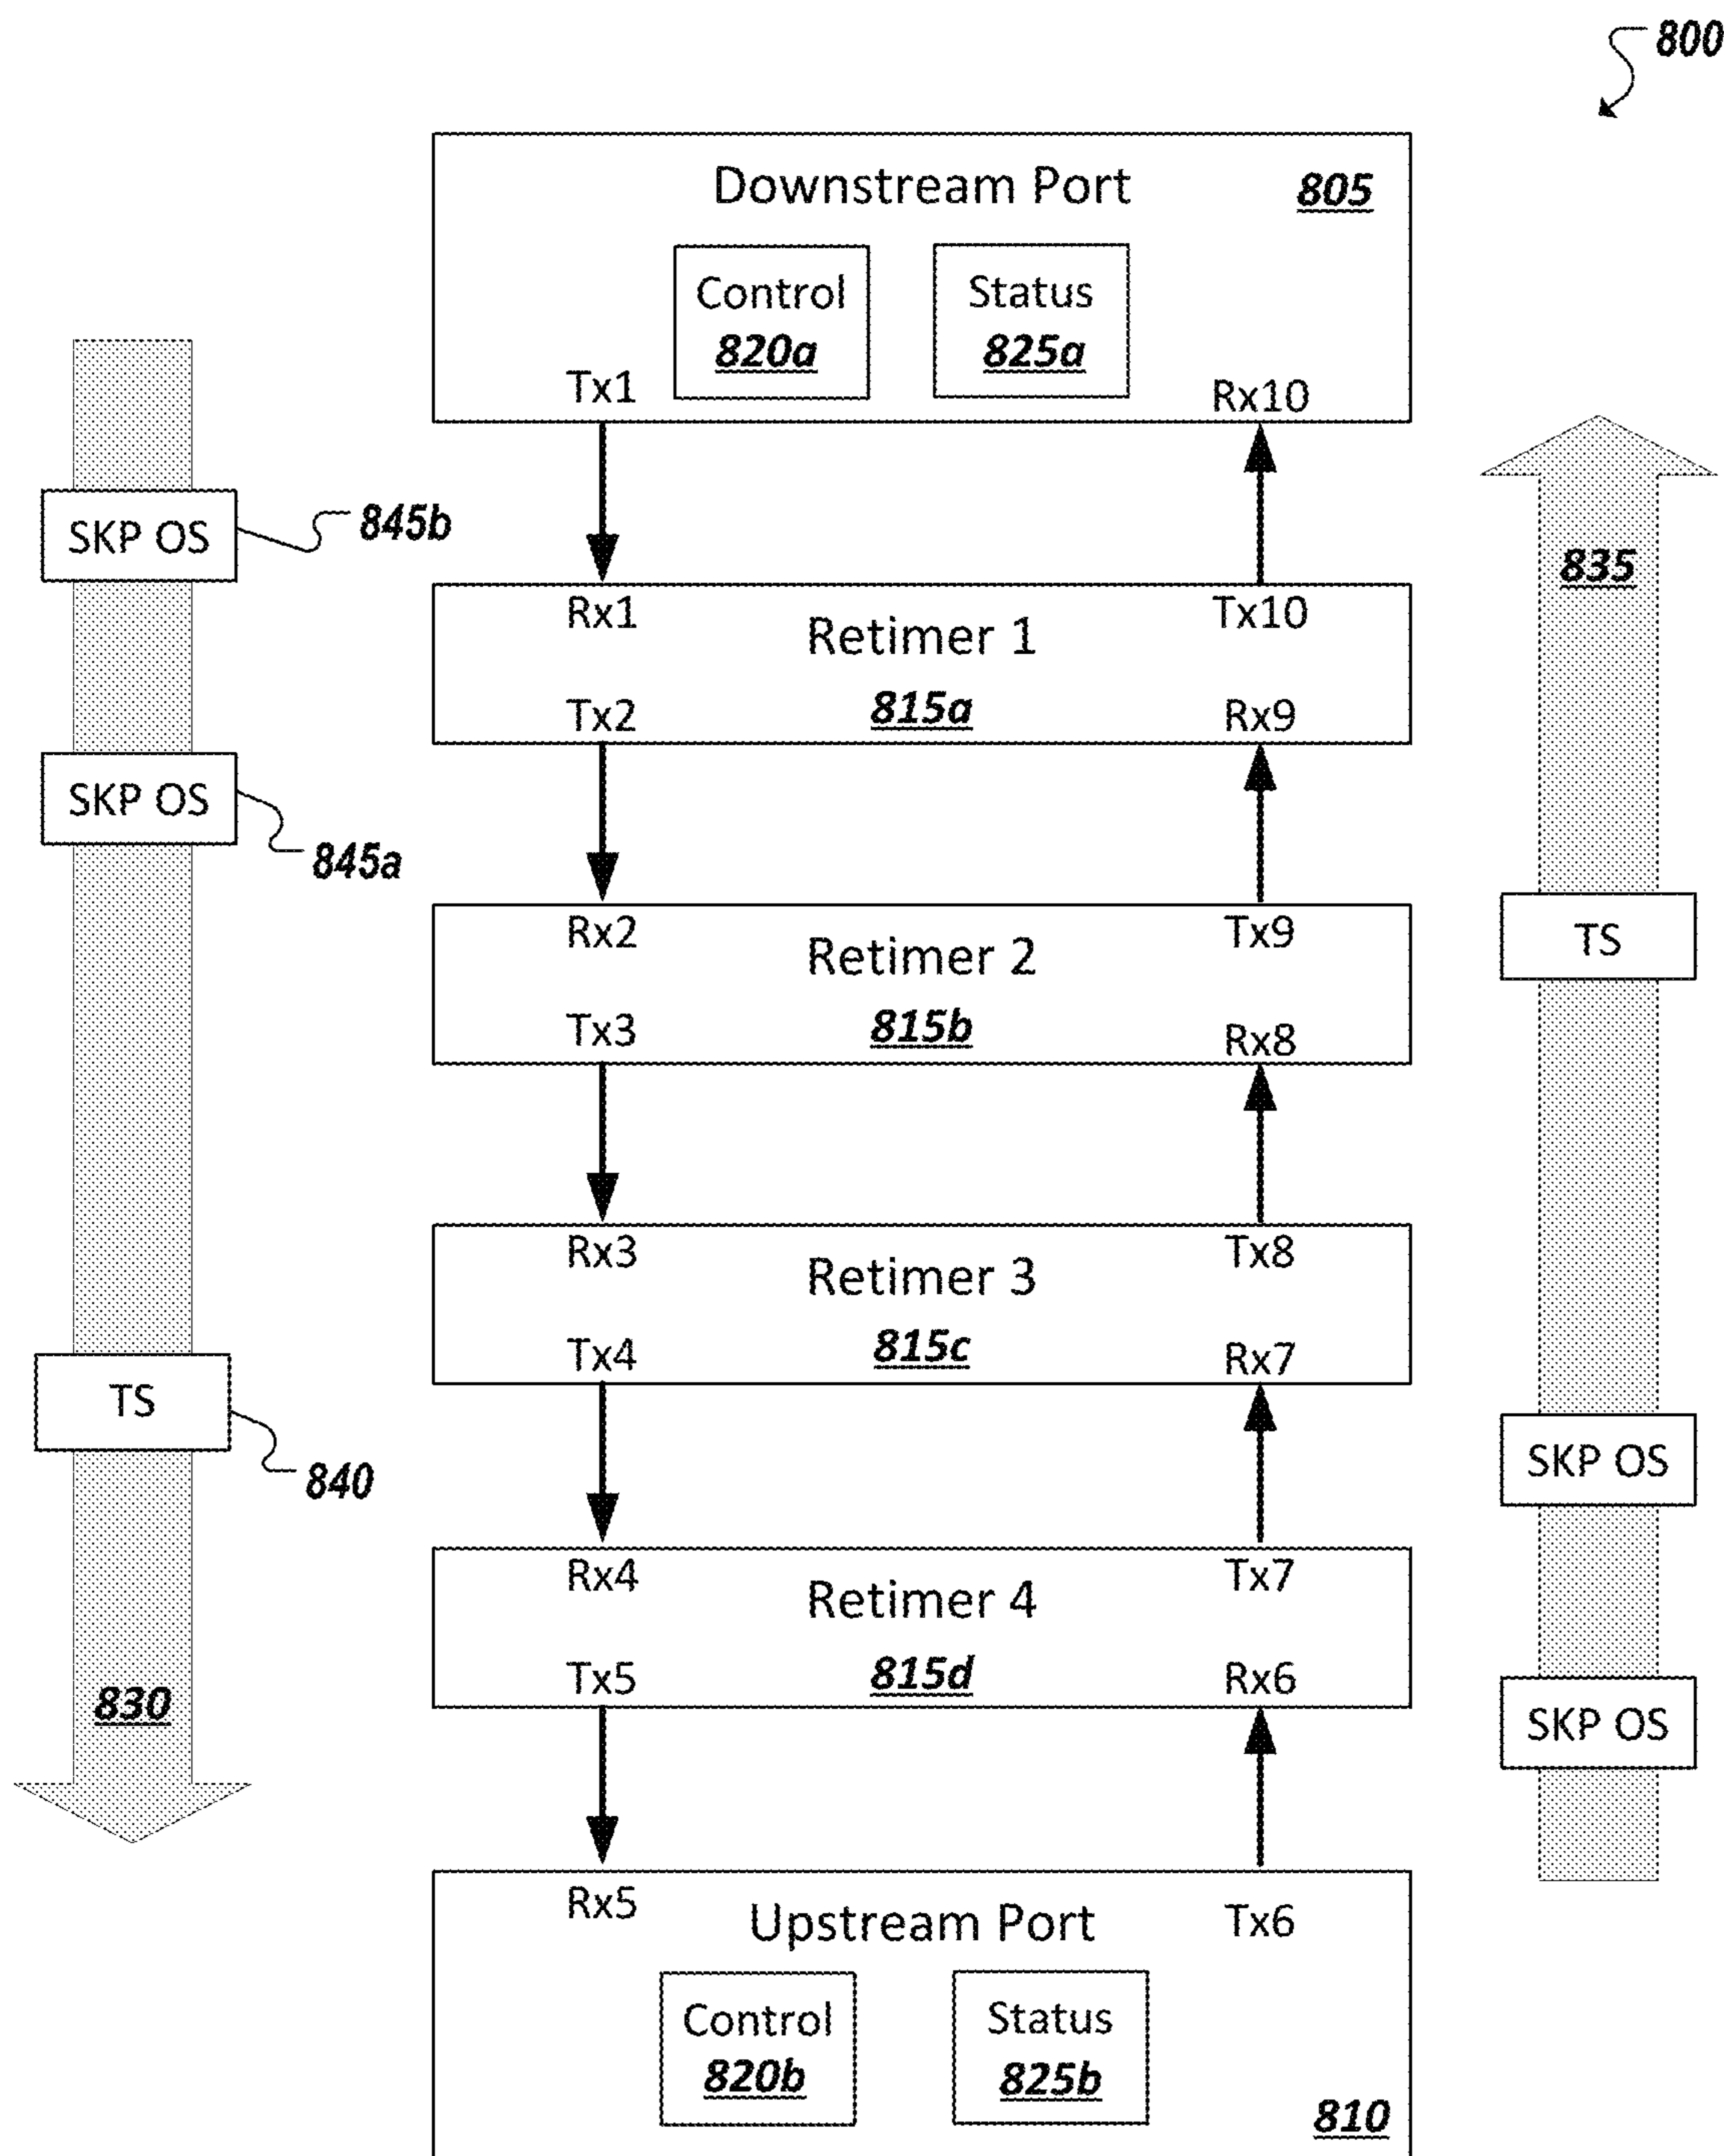 800
Downstream Port
805
Control
820a
Status
825a
Tx1
Rx10
SKP OS
845b
835
Rx1
Tx10
Retimer 1
815a
Tx2
Rx9
SKP OS
845a
Rx2
Tx9
TS
Retimer 2
815b
Tx3
Rx8
Rx3
Tx8
Retimer 3
815c
Tx4
Rx7
TS
840
SKP OS
Rx4
Tx7
Retimer 4
815d
Tx5
Rx6
830
SKP OS
Rx5
Tx6
Upstream Port
Control
820b
Status
825b
810